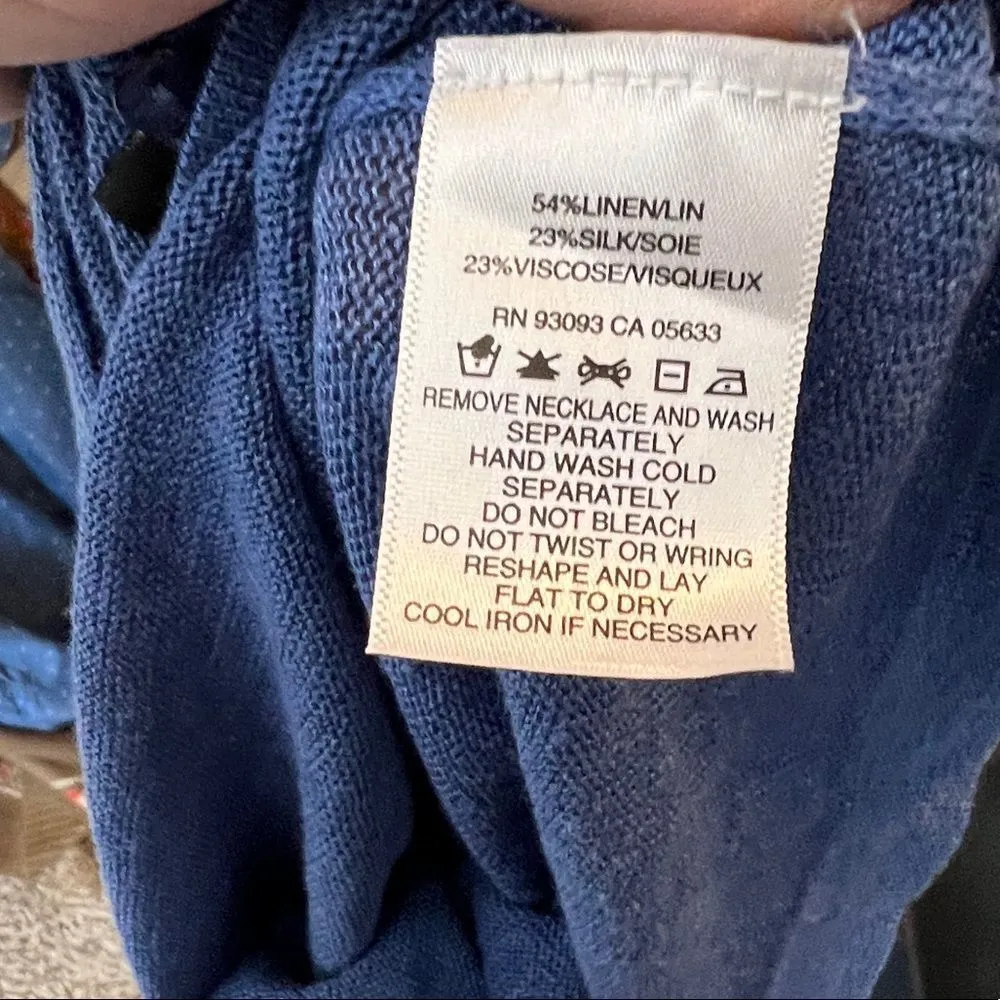 54%LINEN/LIN
23%SILK/SOIE
23%VISCOSE/VISQUEUX
RN 93093 CA 05633
REMOVE NECKLACE AND WASH
SEPARATELY
HAND WASH COLD
SEPARATELY
DO NOT BLEACH
DO NOT TWIST OR WRING
RESHAPE AND LAY
FLAT TO DRY
COOL IRON IF NECESSARY